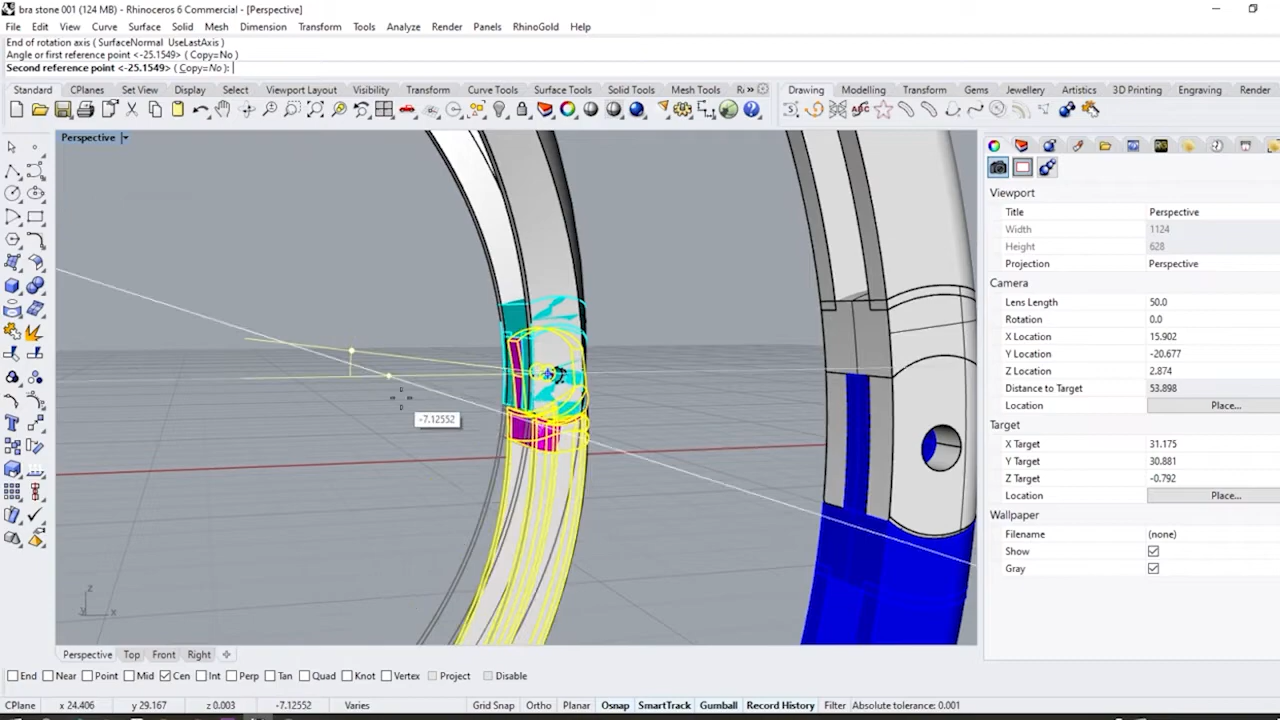 bra stone 001 (124 MB) - Rhinoceros 6 Commercial - [Perspective]
File Edit View Curve Surface Solid Mesh Dimension Transform Tools Analyze Render Panels RhinoGold Help
End of rotation axis ( SurfaceNormal UseLastAxis )
Angle or first reference point <-25.1549> ( Copy=No )
Second reference point <-25.1549> ( Copy=No ):
Standard CPlanes Select Display Viewport Layout Visibility Transform Curve Tools Surface Tools Solid Tools Mesh Tools R Drawing Modelling Transform Gems Jewellery Artistics 3D Printing Engraving Render
Perspective
Viewport
Title Perspective
Width 1124
Height 628
Projection Perspective
Camera
Lens Length 50.0
Rotation 0.0
X Location 15.902
Y Location -20.677
Z Location 2.874
Distance to Target 53.898
Location Place...
Target
X Target 31.175
Y Target 30.881
Z Target -0.792
Location Place...
Wallpaper
Filename (none)
Show
Gray
-7.12552
z
y x
Perspective Top Front Right
End Near Point Mid Cen Int Perp Tan Quad Knot Vertex Project Disable
CPlane x 24.406 y 29.167 z 0.003 -7.12552 Varies Grid Snap Ortho Planar Osnap SmartTrack Gumball Record History Filter Absolute tolerance: 0.001